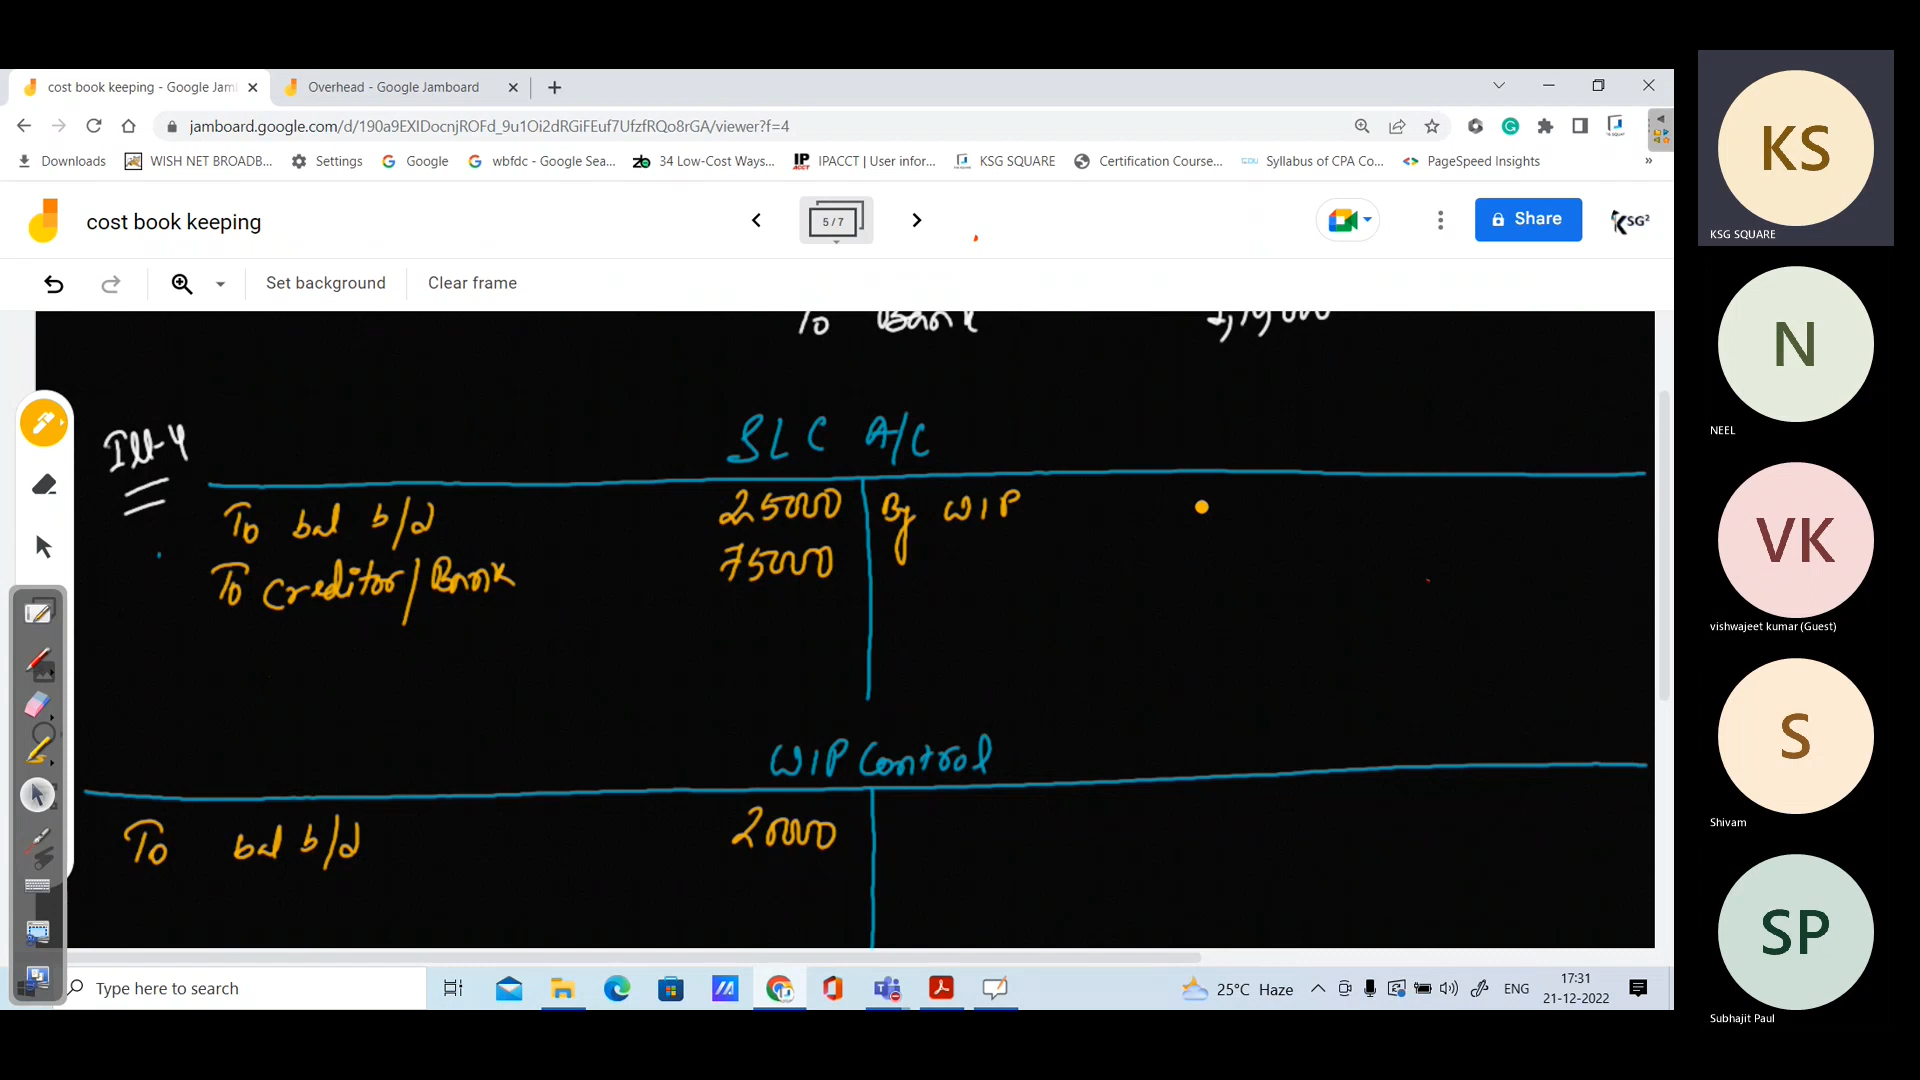 cost book keeping - Google Jam
Overhead - Google Jamboard
jamboard.google.com/d/190a9EXIDocnjROFd_9u1Oi2dRGiFEuf7UfzfRQo8rGA/viewer?f=4
Downloads
WISH NET BROADB...
Settings
Google
wbfdc - Google Sea...
34 Low-Cost Ways...
IPACCT | User infor...
KSG SQUARE
Certification Course...
Syllabus of CPA Co...
PageSpeed Insights
»
cost book keeping
5 / 7
Share
KSG²
Set background
Clear frame
To Bank
Ill-4
SLC A/C
To bal b/d 25000 By WIP
To Creditor/Bank 75000
WIP Control
To bal b/d 20000
Type here to search
25°C Haze
ENG
17:31
21-12-2022
KS
KSG SQUARE
N
NEEL
VK
vishwajeet kumar (Guest)
S
Shivam
SP
Subhajit Paul